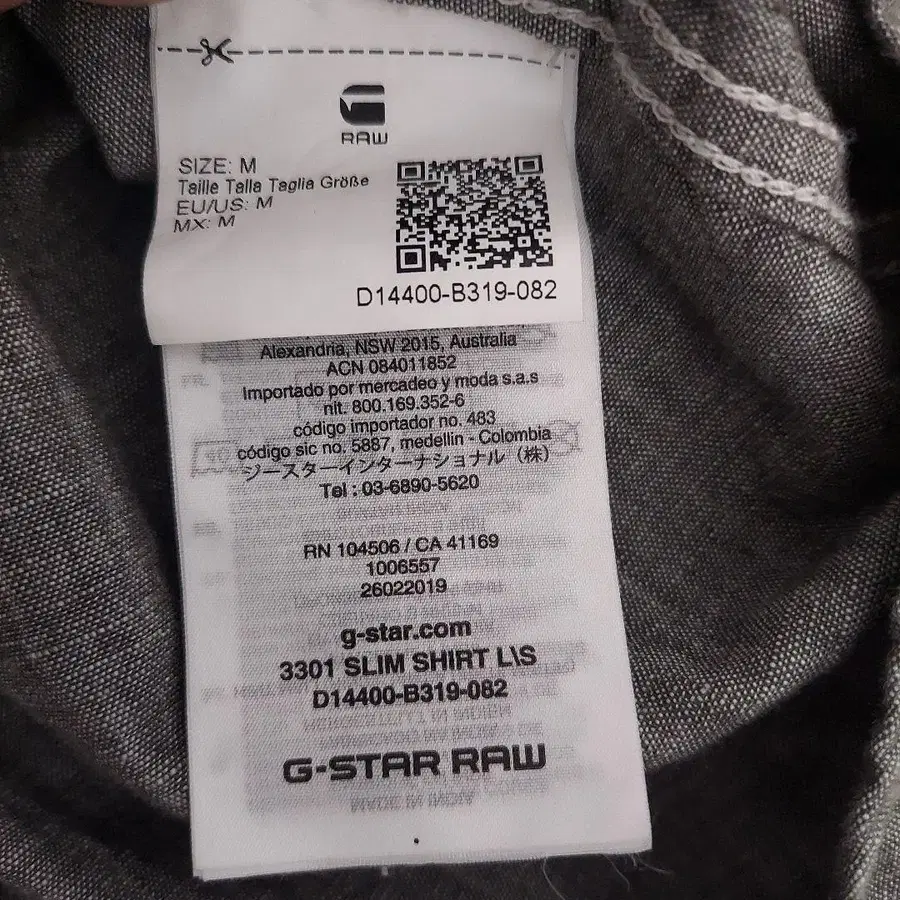 RAW
SIZE: M
Taille Talla Taglia Größe
EU/US: M
MX: M
D14400-B319-082
Alexandria, NSW 2015, Australia
ACN 084011852
Importado por mercadeo y moda s.a.s
nit. 800.169.352-6
código importador no. 483
código sic no. 5887, medellin - Colombia
ジースターインターナショナル（株）
Tel : 03-6890-5620
RN 104506 / CA 41169
1006557
26022019
g-star.com
3301 SLIM SHIRT L\S
D14400-B319-082
G-STAR RAW